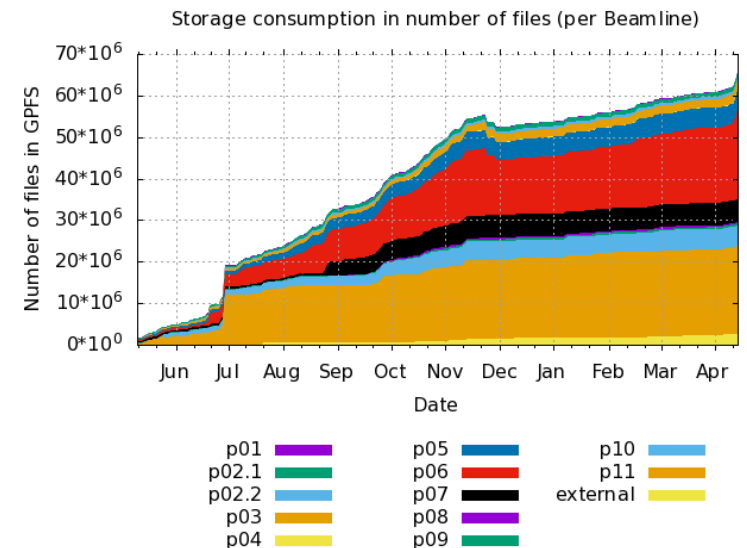 Storage consumption in number of files (per Beamline)
Number of files in GPFS
70*10^6
60*10^6
50*10^6
40*10^6
30*10^6
20*10^6
10*10^6
0*10^0
Jun Jul Aug Sep Oct Nov Dec Jan Feb Mar Apr
Date
p01 p05 p10
p02.1 p06 p11
p02.2 p07 external
p03 p08
p04 p09